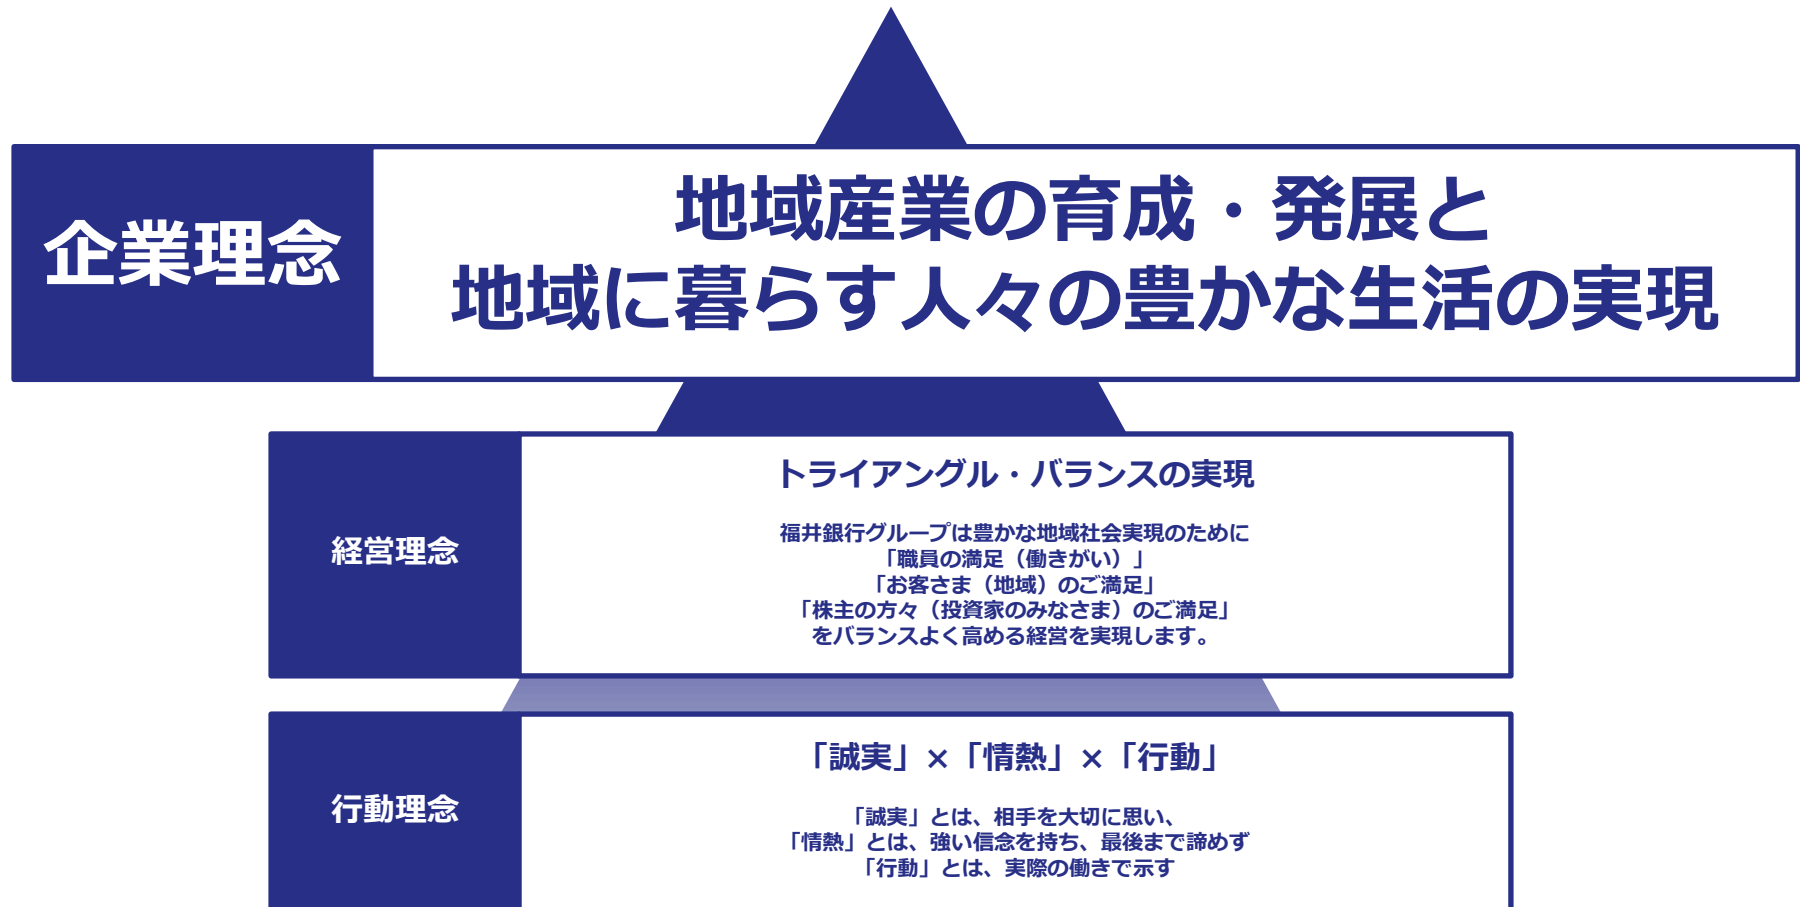 企業理念
地域産業の育成・発展と
地域に暮らす人々の豊かな生活の実現
経営理念
トライアングル・バランスの実現
福井銀行グループは豊かな地域社会実現のために
「職員の満足（働きがい）」
「お客さま（地域）のご満足」
「株主の方々（投資家のみなさま）のご満足」
をバランスよく高める経営を実現します。
行動理念
「誠実」×「情熱」×「行動」
「誠実」とは、相手を大切に思い、
「情熱」とは、強い信念を持ち、最後まで諦めず
「行動」とは、実際の働きで示す